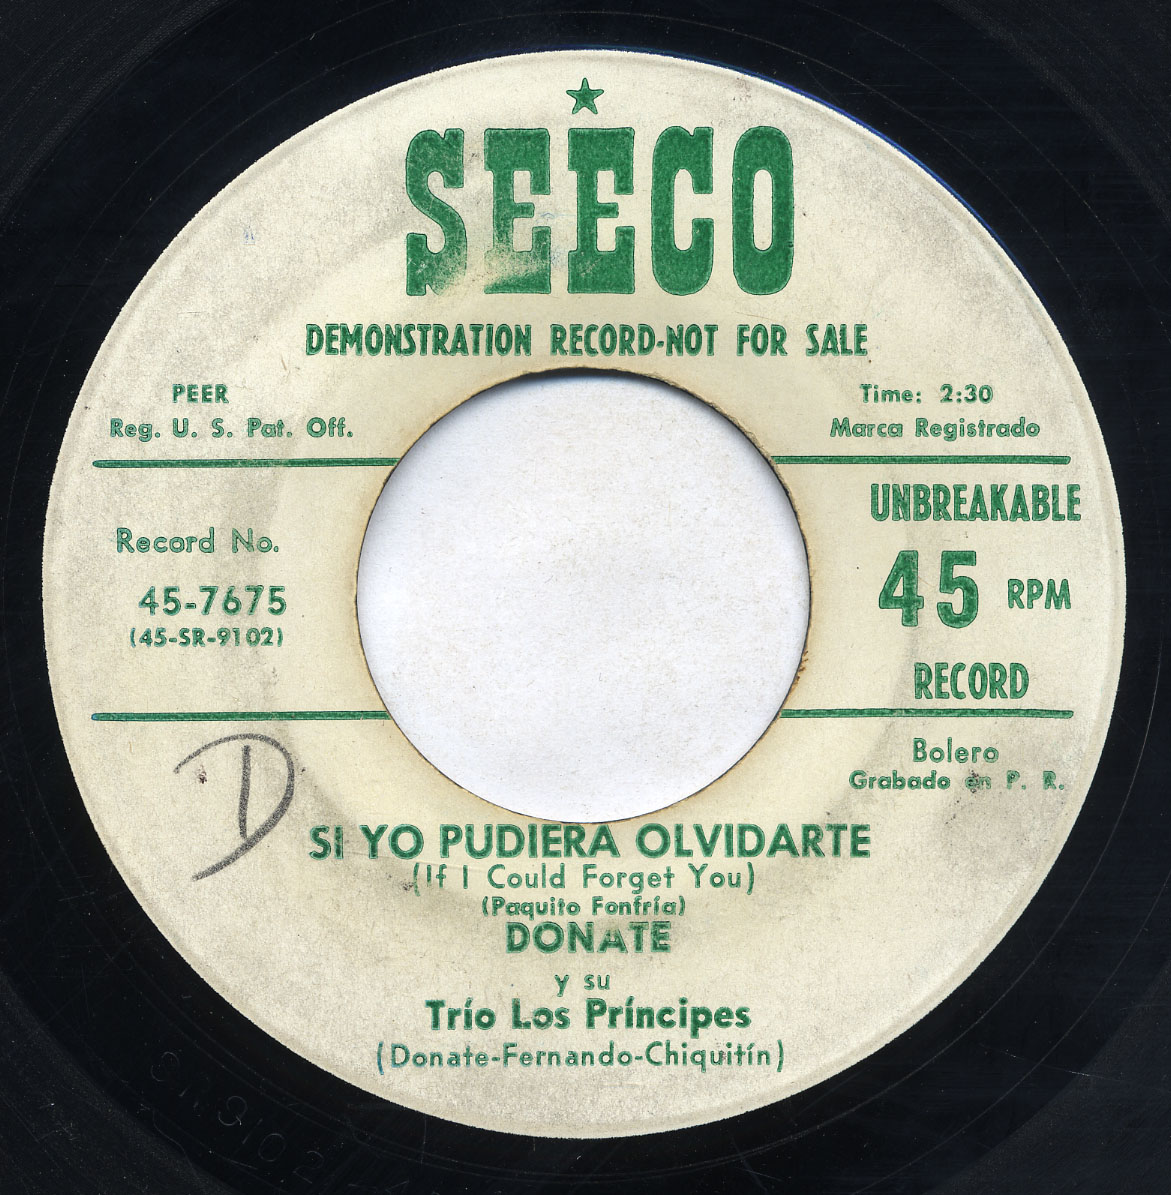 SEECO
DEMONSTRATION RECORD-NOT FOR SALE
PEER
Reg. U. S. Pat. Off.
Time: 2:30
Marca Registrado
Record No.
45-7675
(45-SR-9102)
UNBREAKABLE
45 RPM
RECORD
Bolero
Grabado en P. R.
D
SI YO PUDIERA OLVIDARTE
(If I Could Forget You)
(Paquito Fonfría)
DONATE
y su
Trío Los Príncipes
(Donate-Fernando-Chiquitín)